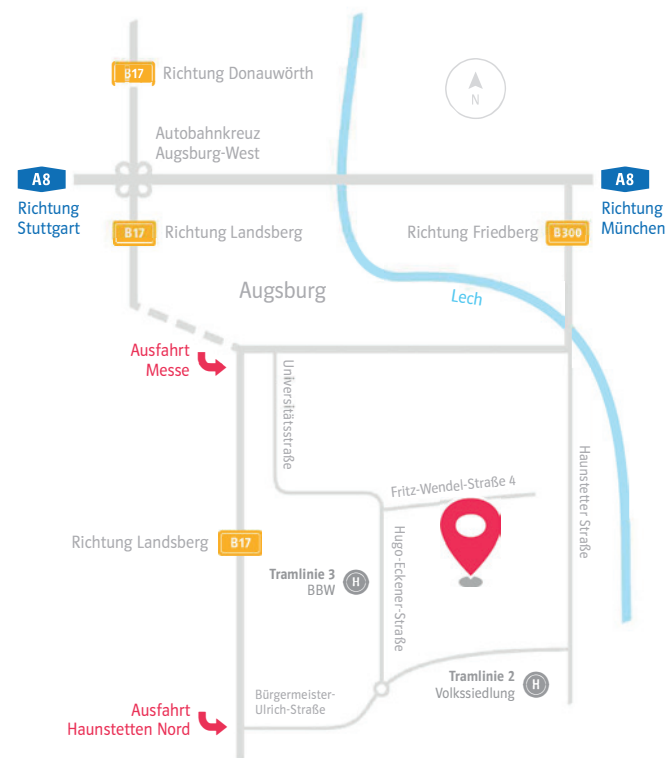 B17 Richtung Donauwörth
N
Autobahnkreuz
Augsburg-West
A8
Richtung
Stuttgart
A8
Richtung
München
B17 Richtung Landsberg
Richtung Friedberg B300
Augsburg
Lech
Ausfahrt
Messe
Universitätsstraße
Haunstetter Straße
Fritz-Wendel-Straße 4
Hugo-Eckener-Straße
Richtung Landsberg B17
Tramlinie 3
BBW
H
Tramlinie 2
Volkssiedlung
H
Bürgermeister-
Ulrich-Straße
Ausfahrt
Haunstetten Nord